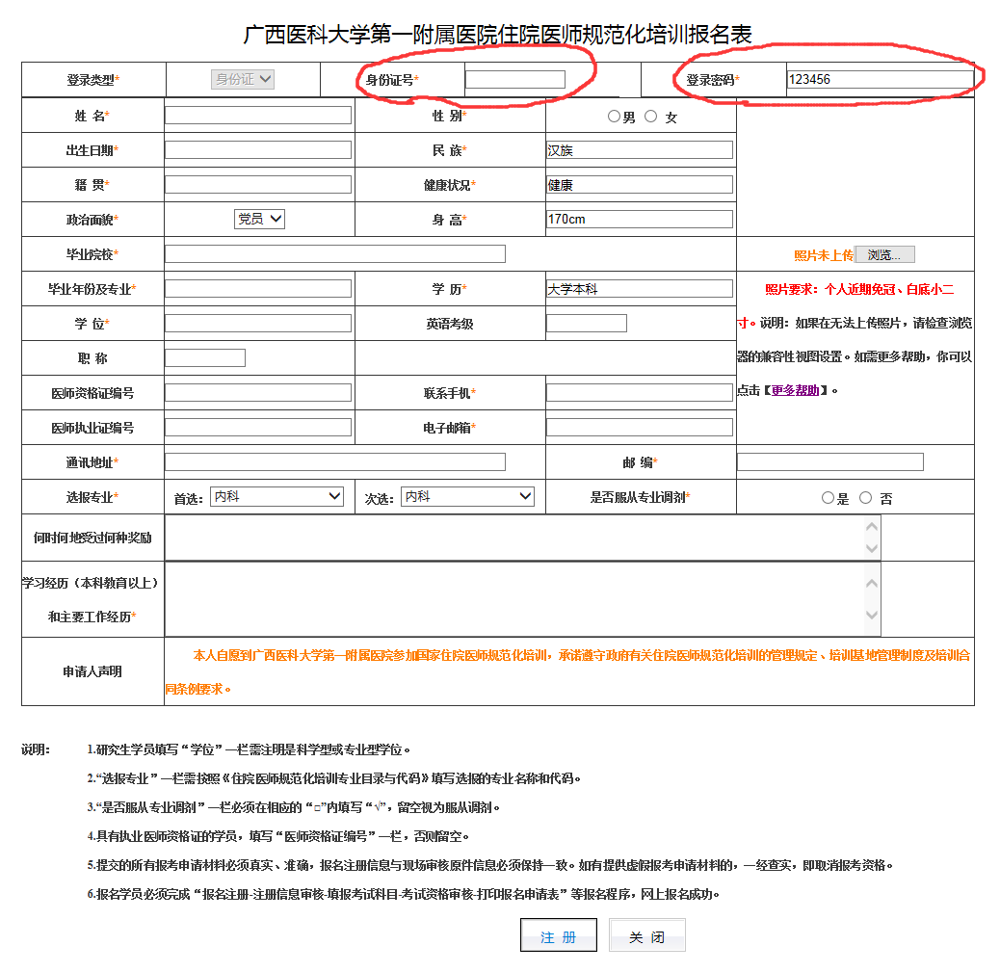 广西医科大学第一附属医院住院医师规范化培训报名表
登录类型* 身份证 身份证号* 登录密码* 123456
姓 名* 性 别* 男 女
出生日期* 民 族* 汉族
籍 贯* 健康状况* 健康
政治面貌* 党员 身 高* 170cm
毕业院校* 照片未上传 浏览...
毕业年份及专业* 学 历* 大学本科 照片要求：个人近期免冠、白底小二
学 位* 英语考级 寸。说明：如果在无法上传照片，请检查浏览
职 称 器的兼容性视图设置。如需更多帮助，你可以
医师资格证编号 联系手机* 点击【更多帮助】。
医师执业证编号 电子邮箱*
通讯地址* 邮 编*
选报专业* 首选： 内科 次选： 内科 是否服从专业调剂* 是 否
何时何地受过何种奖励
学习经历（本科教育以上）
和主要工作经历*
申请人声明 本人自愿到广西医科大学第一附属医院参加国家住院医师规范化培训，承诺遵守政府有关住院医师规范化培训的管理规定、培训基地管理制度及培训合
同条例要求。
说明： 1.研究生学员填写“学位”一栏需注明是科学型或专业型学位。
2.“选报专业”一栏需按照《住院医师规范化培训专业目录与代码》填写选报的专业名称和代码。
3.“是否服从专业调剂”一栏必须在相应的“□”内填写“√”，留空视为服从调剂。
4.具有执业医师资格证的学员，填写“医师资格证编号”一栏，否则留空。
5.提交的所有报考申请材料必须真实、准确，报名注册信息与现场审核原件信息必须保持一致。如有提供虚假报考申请材料的，一经查实，即取消报考资格。
6.报名学员必须完成“报名注册-注册信息审核-填报考试科目-考试资格审核-打印报名申请表”等报名程序，网上报名成功。
注 册 关 闭